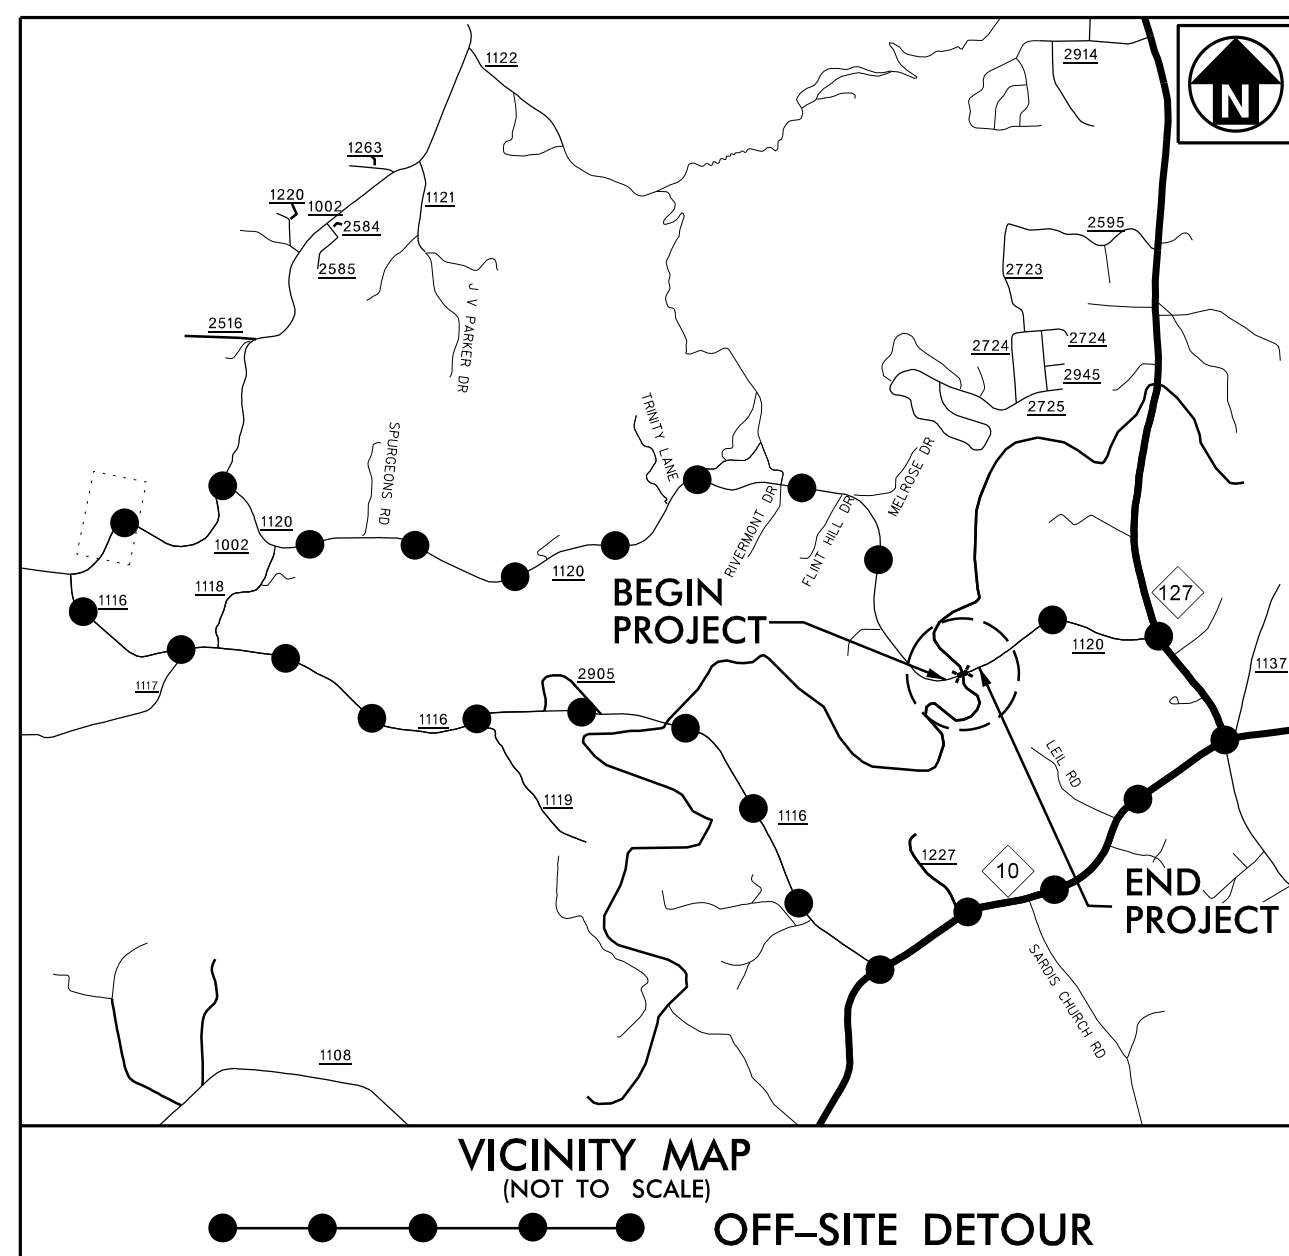 1122
2914
N
1263
1220
1002
1121
2584
2585
2595
2723
J V PARKER DR
2516
2724
2724
2945
2725
TRINITY LANE
SPURGEONS RD
MELROSE DR
RIVERMONT DR
FLINT HILL DR
1120
1002
1120
1118
1116
BEGIN
PROJECT
127
1120
1137
1117
2905
1116
LEIL RD
1119
1116
1227
10
END
PROJECT
SARDIS CHURCH RD
1108
VICINITY MAP
(NOT TO SCALE)
OFF–SITE DETOUR